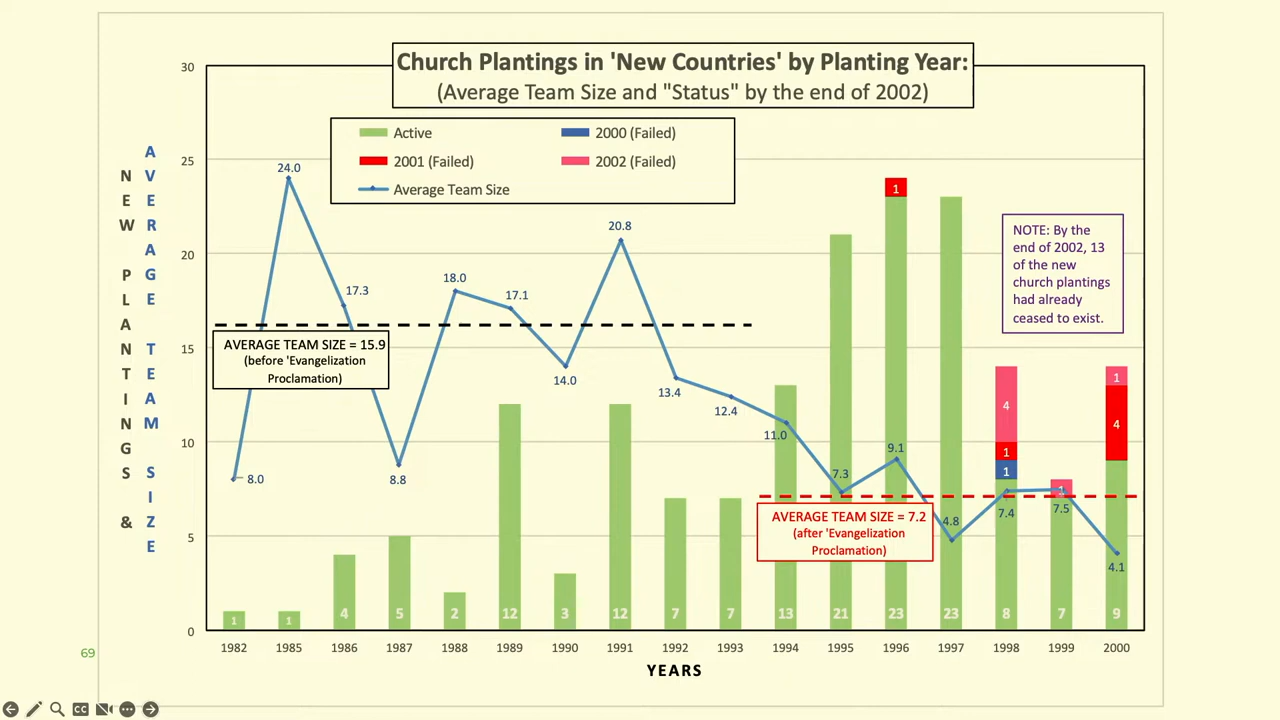 Church Plantings in 'New Countries' by Planting Year:
(Average Team Size and "Status" by the end of 2002)
Active
2000 (Failed)
2001 (Failed)
2002 (Failed)
Average Team Size
NEW PLANTINGS &
AVERAGE TEAM SIZE
30
25
20
15
10
5
0
24.0
17.3
8.0
8.8
18.0
17.1
14.0
20.8
13.4
12.4
11.0
7.3
9.1
4.8
7.4
7.5
4.1
AVERAGE TEAM SIZE = 15.9
(before 'Evangelization
Proclamation)
AVERAGE TEAM SIZE = 7.2
(after 'Evangelization
Proclamation)
NOTE: By the
end of 2002, 13
of the new
church plantings
had already
ceased to exist.
1
4
1
1
1
1
4
1 1 4 5 2 12 3 12 7 7 13 21 23 23 8 7 9
1982 1985 1986 1987 1988 1989 1990 1991 1992 1993 1994 1995 1996 1997 1998 1999 2000
YEARS
69
CC